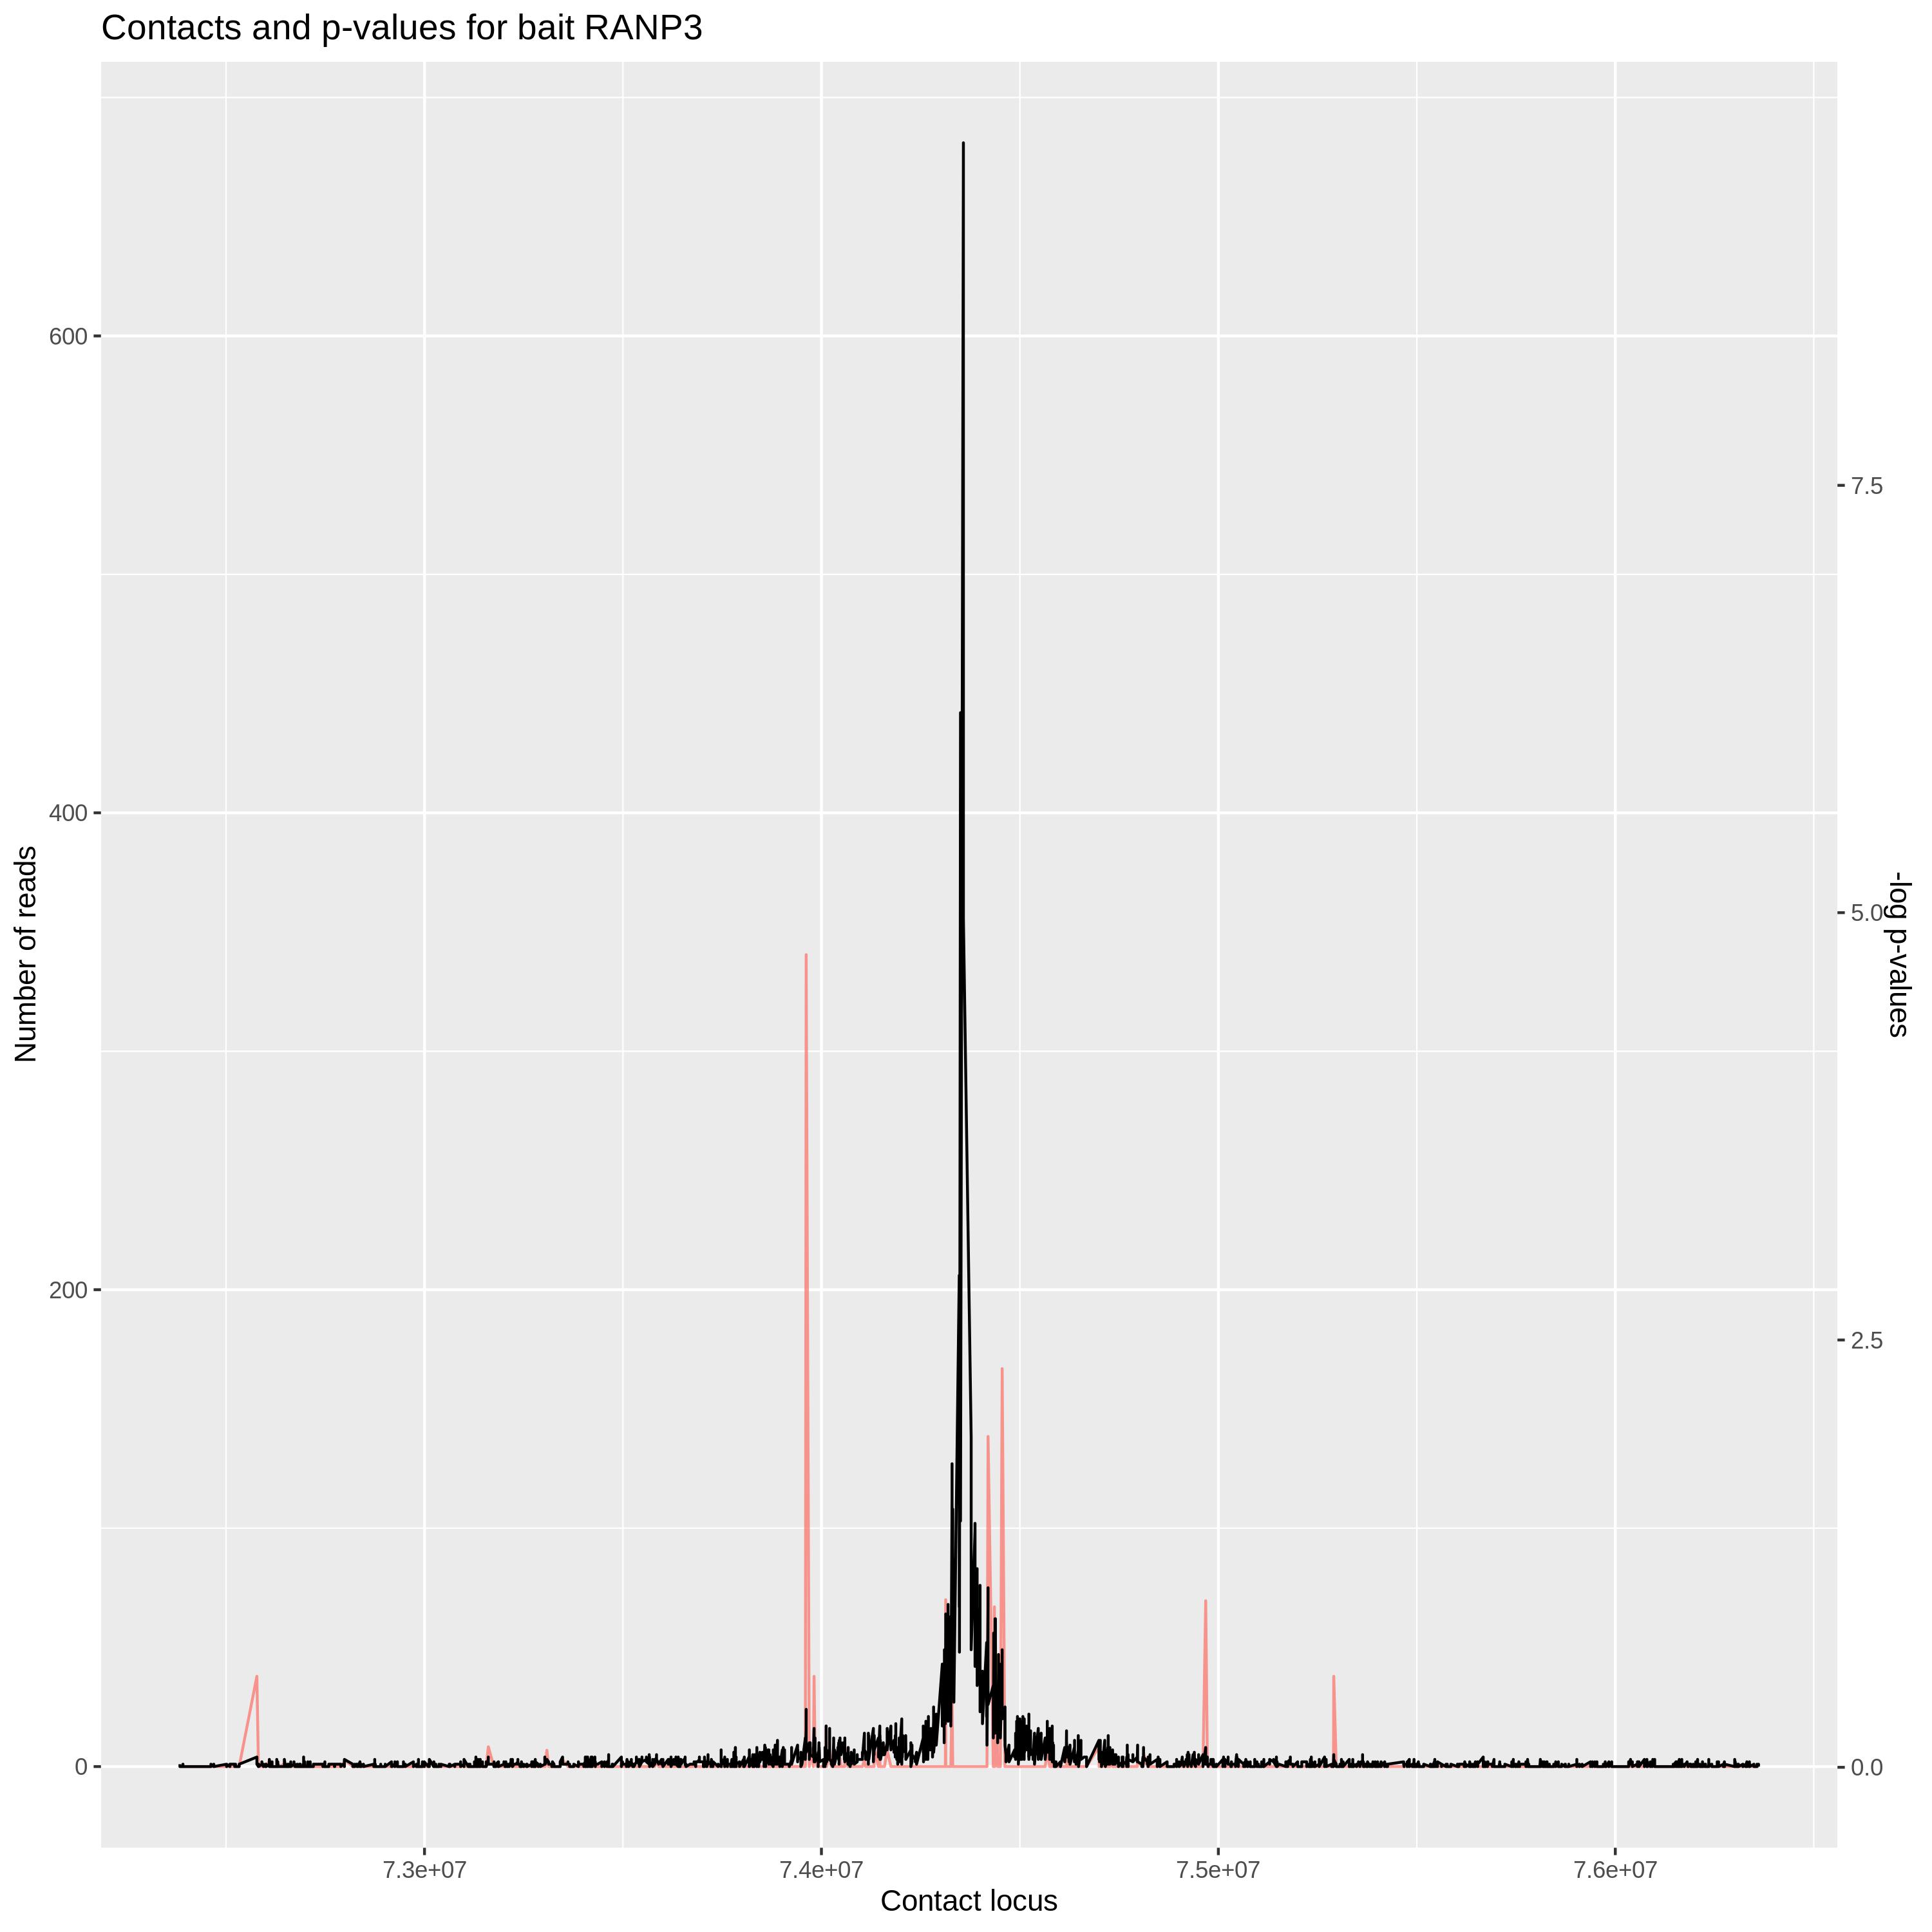 Contacts and p-values for bait RANP3
Number of reads
600
400
200
0
7.5
5.0
2.5
0.0
-log p-values
7.3e+07
7.4e+07
7.5e+07
7.6e+07
Contact locus